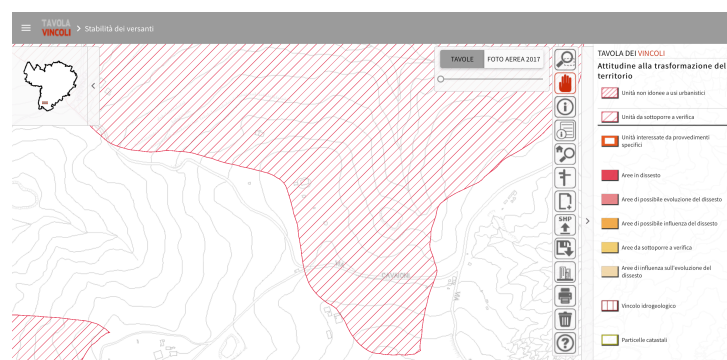 TAVOLA
VINCOLI
Stabilità dei versanti
TAVOLE
FOTO AEREA 2017
SHP
CAVAIONI
TAVOLA DEI VINCOLI
Attitudine alla trasformazione del
territorio
Unità non idonee a usi urbanistici
Unità da sottoporre a verifica
Unità interessate da provvedimenti
specifici
Aree in dissesto
Aree di possibile evoluzione del dissesto
Aree di possibile influenza del dissesto
Aree da sottoporre a verifica
Aree di influenza sull'evoluzione del
dissesto
Vincolo idrogeologico
Particelle catastali